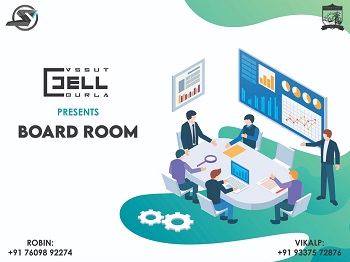 VSSUT
CELL
BURLA
PRESENTS
BOARD ROOM
ROBIN:
+91 76098 92274
VIKALP:
+91 93375 72876